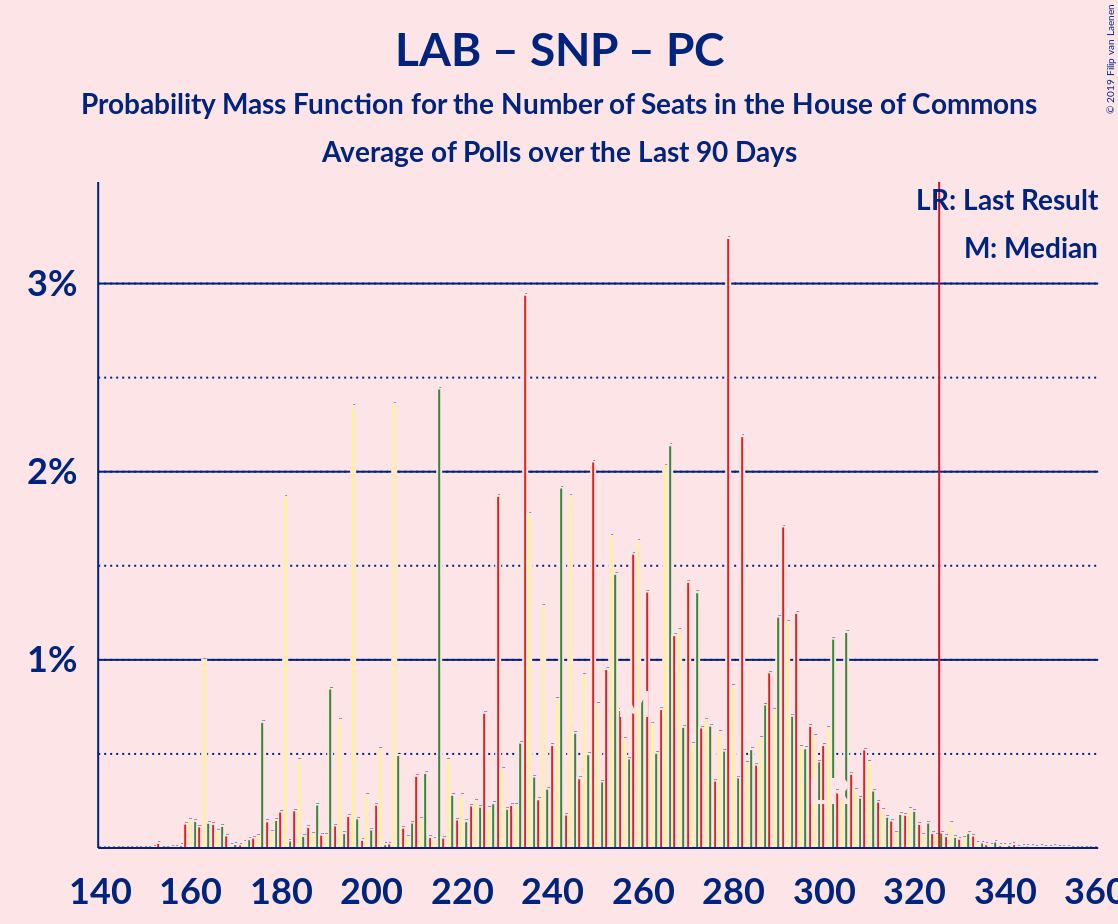 LAB – SNP – PC
Probability Mass Function for the Number of Seats in the House of Commons
Average of Polls over the Last 90 Days
© 2019 Filip van Laenen
LR: Last Result
M: Median
3%
2%
1%
140 160 180 200 220 240 260 280 300 320 340 360